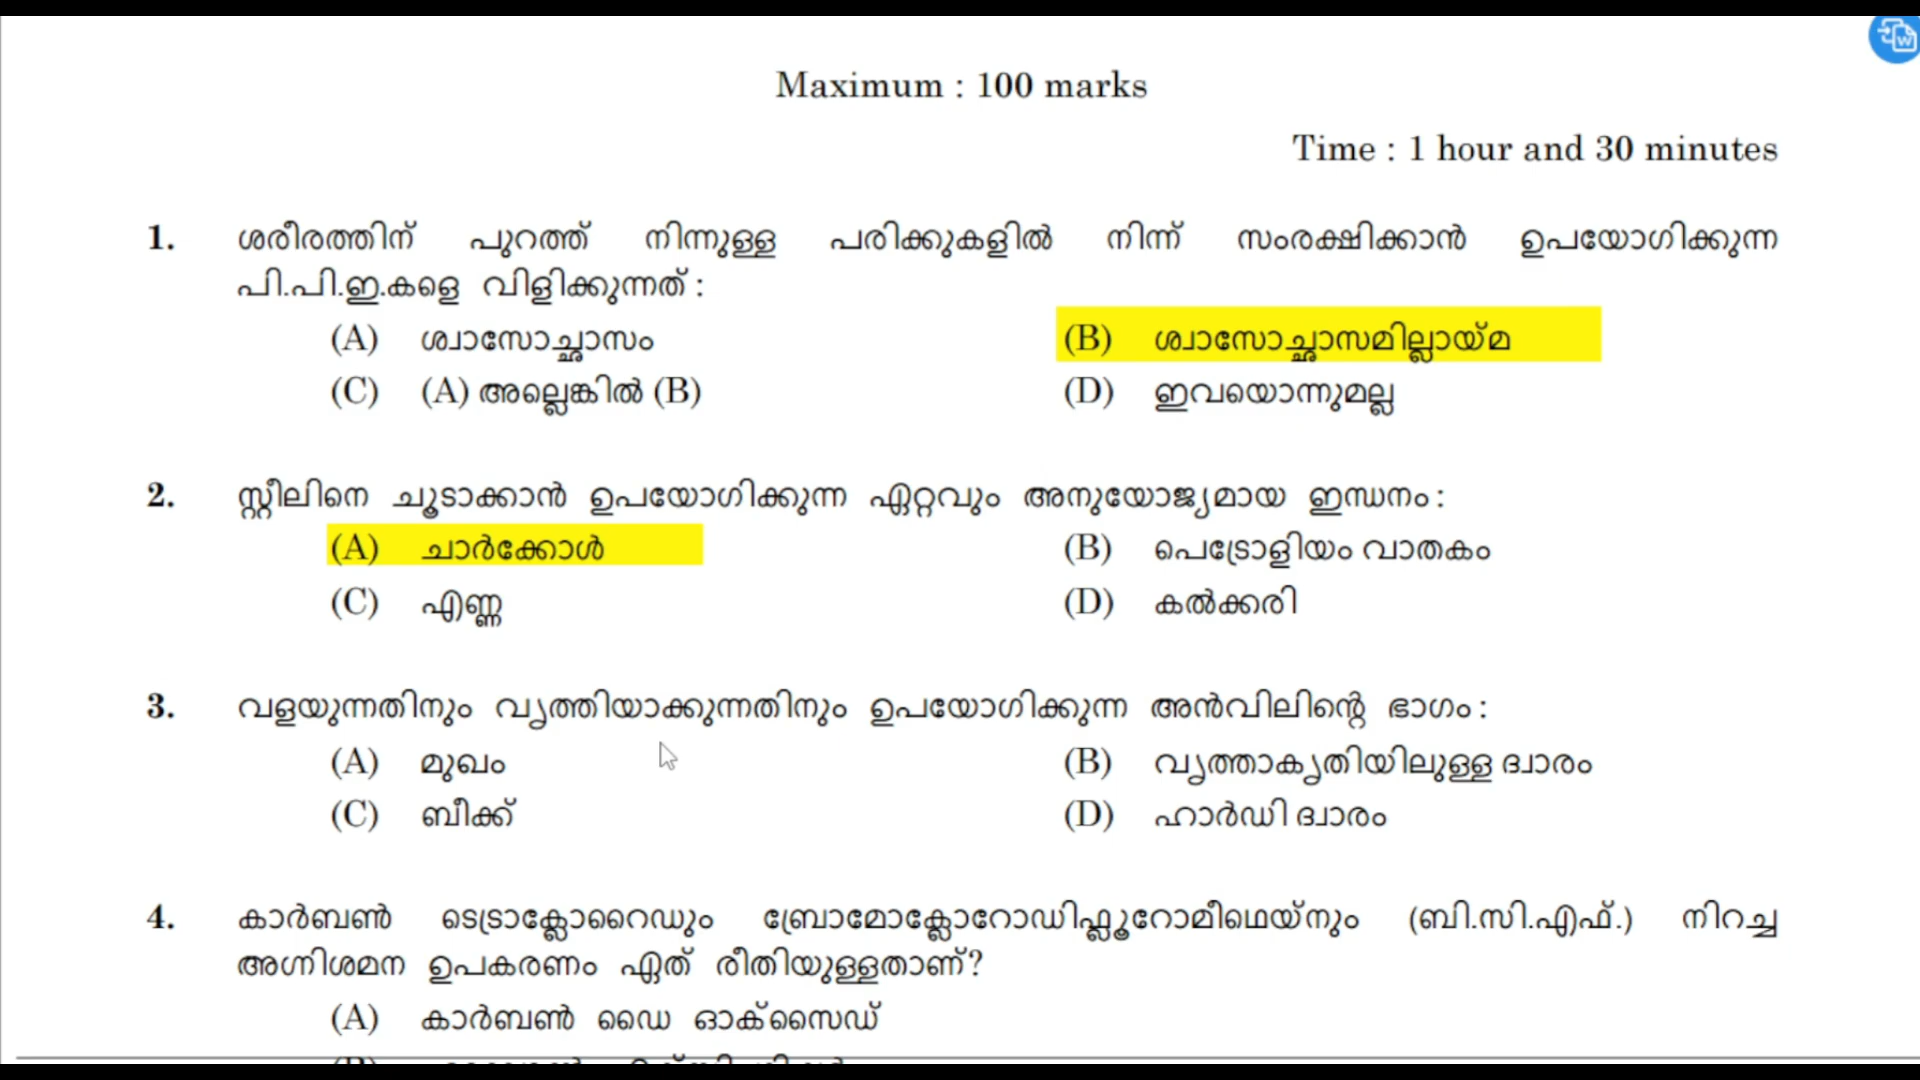 Maximum : 100 marks
Time : 1 hour and 30 minutes
1. ശരീരത്തിന് പുറത്ത് നിന്നുള്ള പരിക്കുകളിൽ നിന്ന് സംരക്ഷിക്കാൻ ഉപയോഗിക്കുന്ന
പി.പി.ഇ.കളെ വിളിക്കുന്നത് :
(A) ശ്വാസോച്ഛാസം (B) ശ്വാസോച്ഛാസമില്ലായ്മ
(C) (A) അല്ലെങ്കിൽ (B) (D) ഇവയൊന്നുമല്ല
2. സ്റ്റീലിനെ ചൂടാക്കാൻ ഉപയോഗിക്കുന്ന ഏറ്റവും അനുയോജ്യമായ ഇന്ധനം :
(A) ചാർക്കോൾ (B) പെട്രോളിയം വാതകം
(C) എണ്ണ (D) കൽക്കരി
3. വളയുന്നതിനും വൃത്തിയാക്കുന്നതിനും ഉപയോഗിക്കുന്ന അൻവിലിന്റെ ഭാഗം :
(A) മുഖം (B) വൃത്താകൃതിയിലുള്ള ദ്വാരം
(C) ബീക്ക് (D) ഹാർഡി ദ്വാരം
4. കാർബൺ ടെട്രാക്ലോറൈഡും ബ്രോമോക്ലോറോഡിഫ്ലൂറോമീഥെയ്നും (ബി.സി.എഫ്.) നിറച്ച
അഗ്നിശമന ഉപകരണം ഏത് രീതിയുള്ളതാണ്?
(A) കാർബൺ ഡൈ ഓക്സൈഡ്